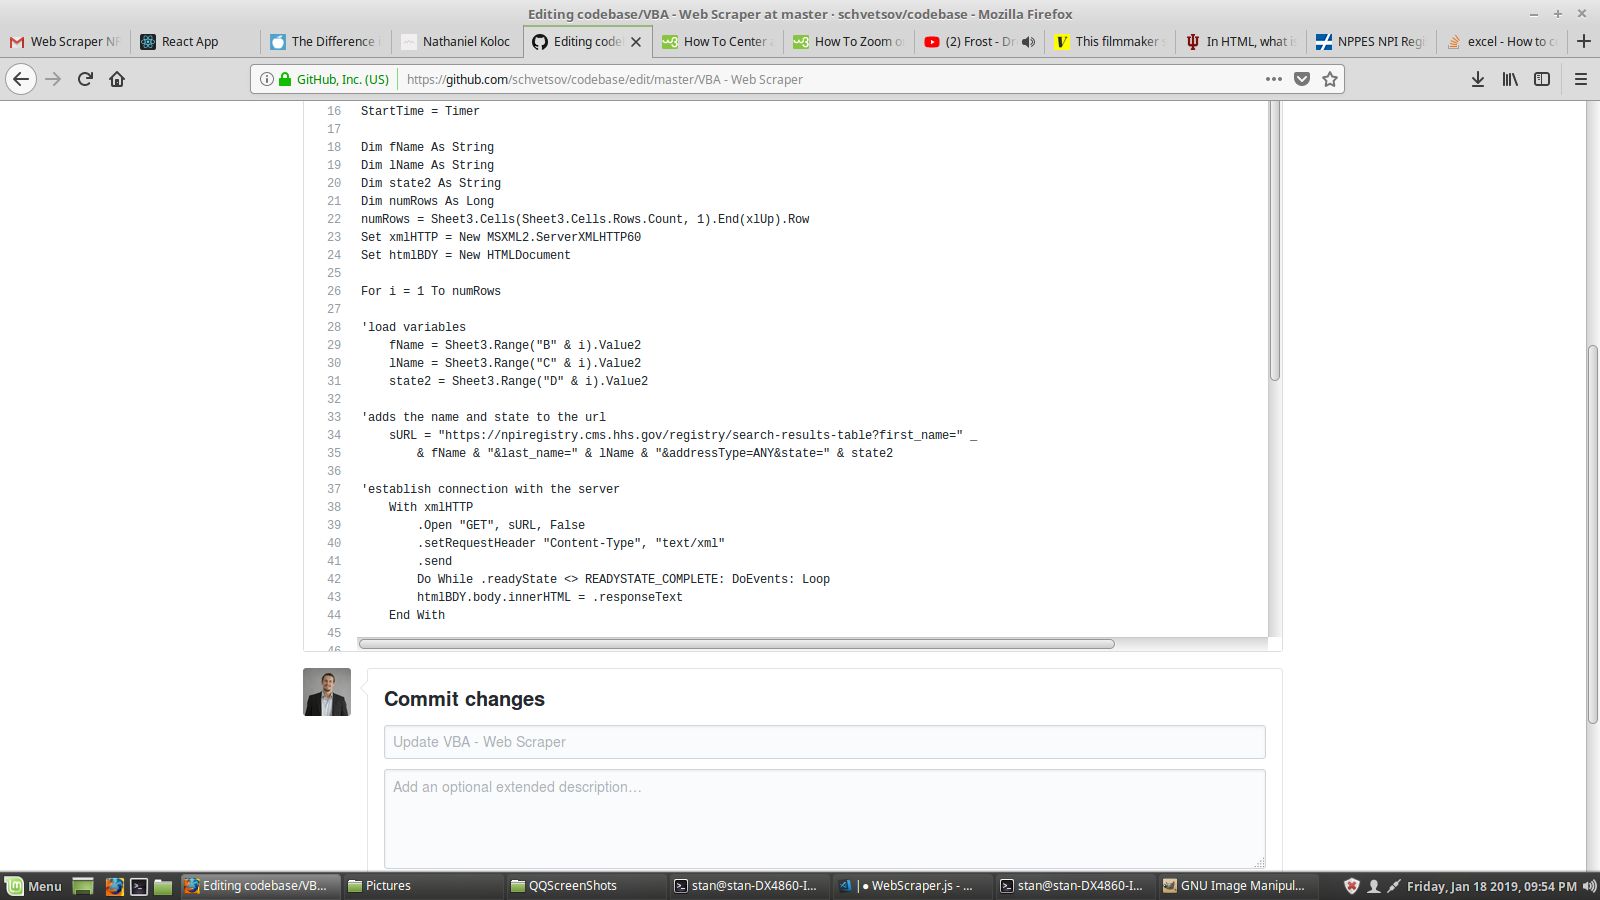 Editing codebase/VBA - Web Scraper at master · schvetsov/codebase - Mozilla Firefox
Web Scraper NP
React App
The Difference i
Nathaniel Koloc
Editing codel
How To Center a
How To Zoom o
(2) Frost - Dr
This filmmaker s
In HTML, what is
NPPES NPI Regi
excel - How to c
GitHub, Inc. (US)
https://github.com/schvetsov/codebase/edit/master/VBA - Web Scraper
16 StartTime = Timer
17
18 Dim fName As String
19 Dim lName As String
20 Dim state2 As String
21 Dim numRows As Long
22 numRows = Sheet3.Cells(Sheet3.Cells.Rows.Count, 1).End(xlUp).Row
23 Set xmlHTTP = New MSXML2.ServerXMLHTTP60
24 Set htmlBDY = New HTMLDocument
25
26 For i = 1 To numRows
27
28 'load variables
29 fName = Sheet3.Range("B" & i).Value2
30 lName = Sheet3.Range("C" & i).Value2
31 state2 = Sheet3.Range("D" & i).Value2
32
33 'adds the name and state to the url
34 sURL = "https://npiregistry.cms.hhs.gov/registry/search-results-table?first_name=" _
35 & fName & "&last_name=" & lName & "&addressType=ANY&state=" & state2
36
37 'establish connection with the server
38 With xmlHTTP
39 .Open "GET", sURL, False
40 .setRequestHeader "Content-Type", "text/xml"
41 .send
42 Do While .readyState <> READYSTATE_COMPLETE: DoEvents: Loop
43 htmlBDY.body.innerHTML = .responseText
44 End With
45
46
Commit changes
Update VBA - Web Scraper
Add an optional extended description…
Menu
Editing codebase/VB...
Pictures
QQScreenShots
stan@stan-DX4860-I...
| ● WebScraper.js - ...
stan@stan-DX4860-I...
GNU Image Manipul...
Friday, Jan 18 2019, 09:54 PM